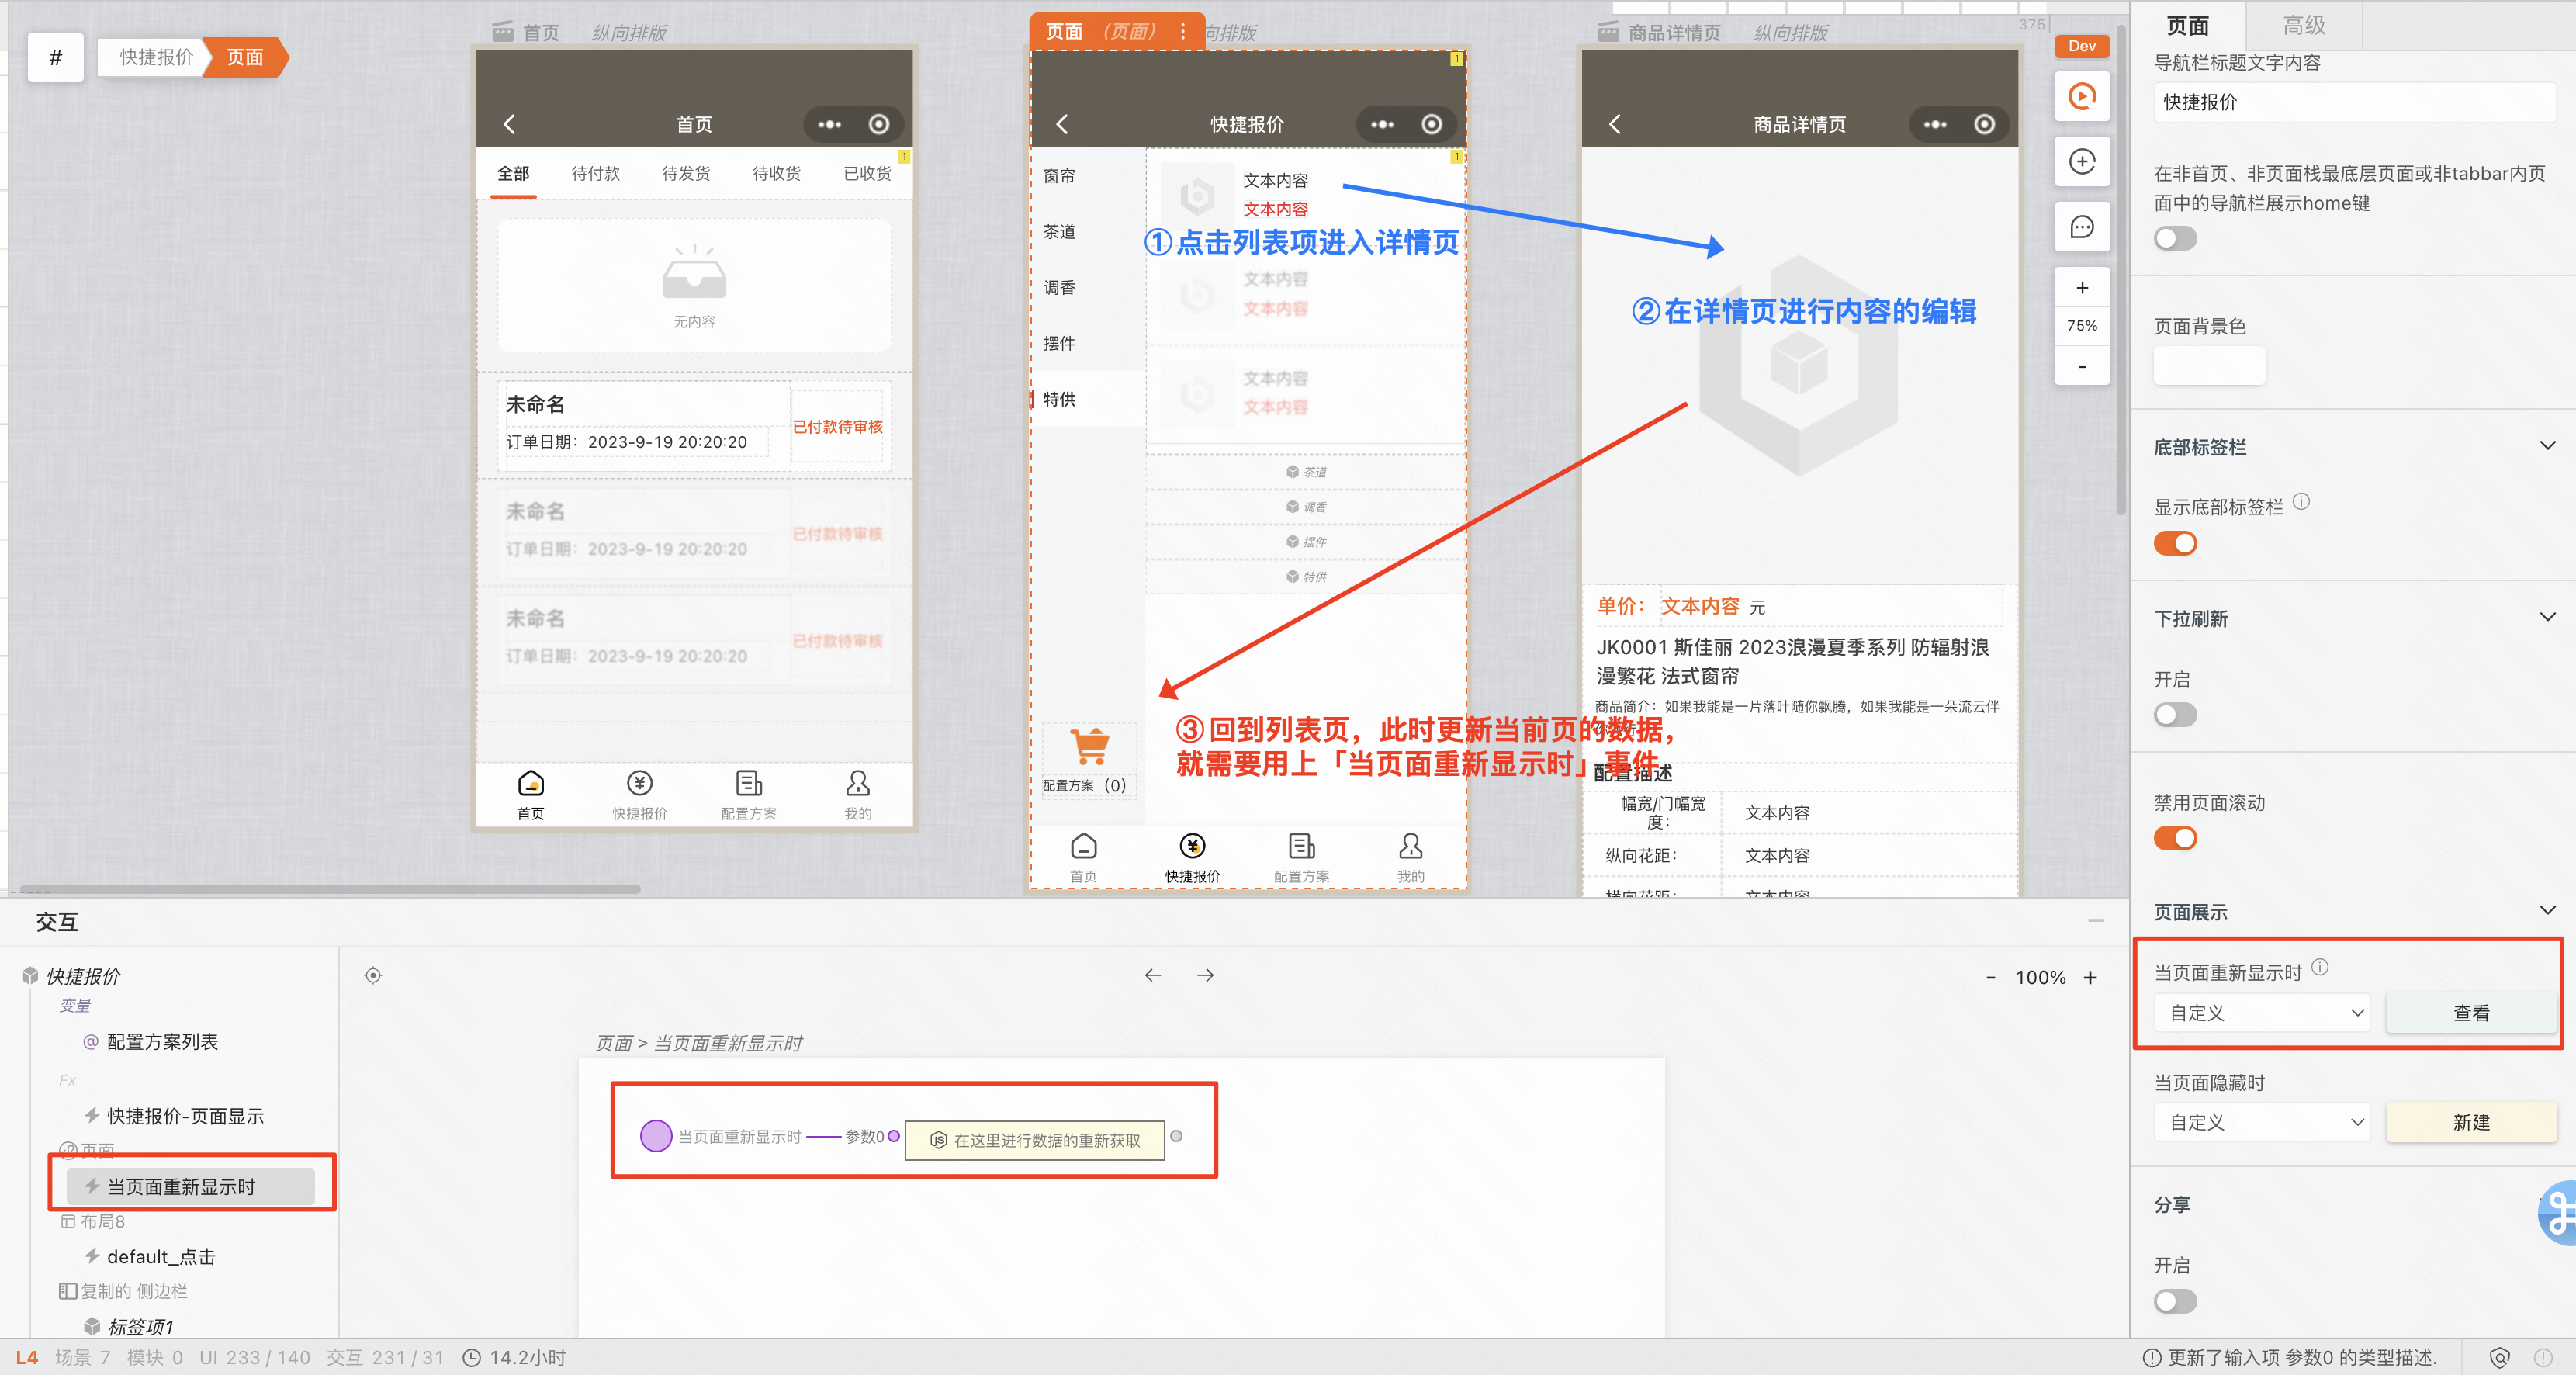 #
快捷报价
页面
首页
纵向排版
首页
全部
待付款
待发货
待收货
已收货
1
无内容
未命名
订单日期：2023-9-19 20:20:20
已付款待审核
未命名
订单日期：2023-9-19 20:20:20
已付款待审核
未命名
订单日期：2023-9-19 20:20:20
已付款待审核
首页
快捷报价
配置方案
我的
页面
（页面）
向排版
1
快捷报价
1
窗帘
茶道
调香
摆件
特供
文本内容
文本内容
①点击列表项进入详情页
文本内容
文本内容
文本内容
文本内容
茶道
调香
摆件
特供
配置方案（0）
③回到列表页，此时更新当前页的数据，
就需要用上「当页面重新显示时」事件
首页
快捷报价
配置方案
我的
商品详情页
纵向排版
375
商品详情页
②在详情页进行内容的编辑
单价：
文本内容
元
JK0001 斯佳丽 2023浪漫夏季系列 防辐射浪
漫繁花 法式窗帘
商品简介：如果我能是一片落叶随你飘腾，如果我能是一朵流云伴
配置描述
幅宽/门幅宽
度：
文本内容
纵向花距：
文本内容
横向花距：
文本内容
Dev
+
75%
-
页面
高级
导航栏标题文字内容
快捷报价
在非首页、非页面栈最底层页面或非tabbar内页
面中的导航栏展示home键
页面背景色
底部标签栏
显示底部标签栏
下拉刷新
开启
禁用页面滚动
页面展示
当页面重新显示时
自定义
查看
当页面隐藏时
自定义
新建
分享
开启
交互
快捷报价
变量
@ 配置方案列表
Fx
快捷报价-页面显示
页面
当页面重新显示时
布局8
default_点击
复制的 侧边栏
标签项1
- 100% +
页面 > 当页面重新显示时
当页面重新显示时
参数0
JS 在这里进行数据的重新获取
L4 场景 7 模块 0 UI 233 / 140 交互 231 / 31 14.2小时
更新了输入项 参数0 的类型描述.